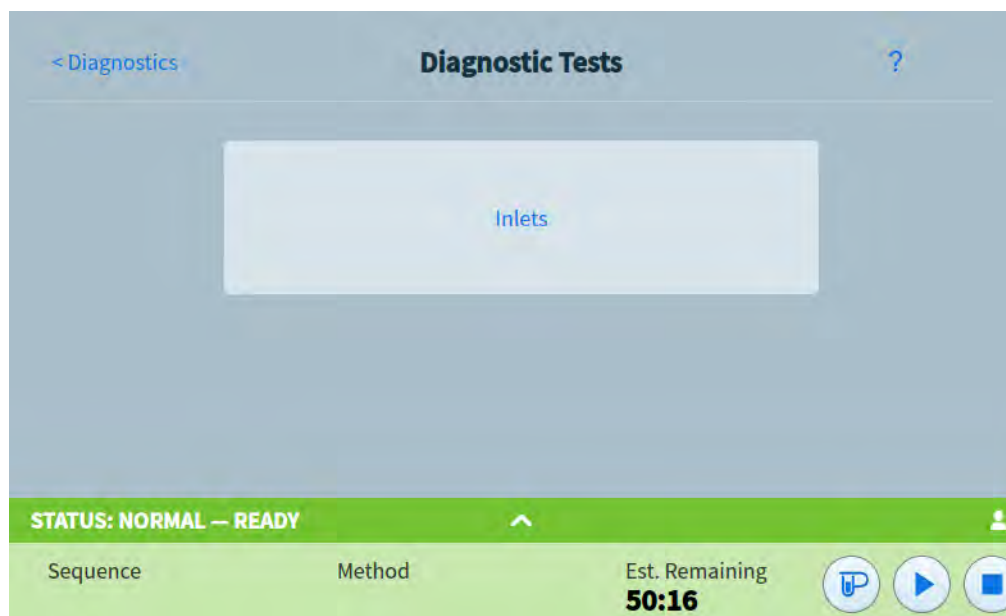 < Diagnostics Diagnostic Tests ?
Inlets
STATUS: NORMAL — READY
Sequence Method Est. Remaining
50:16